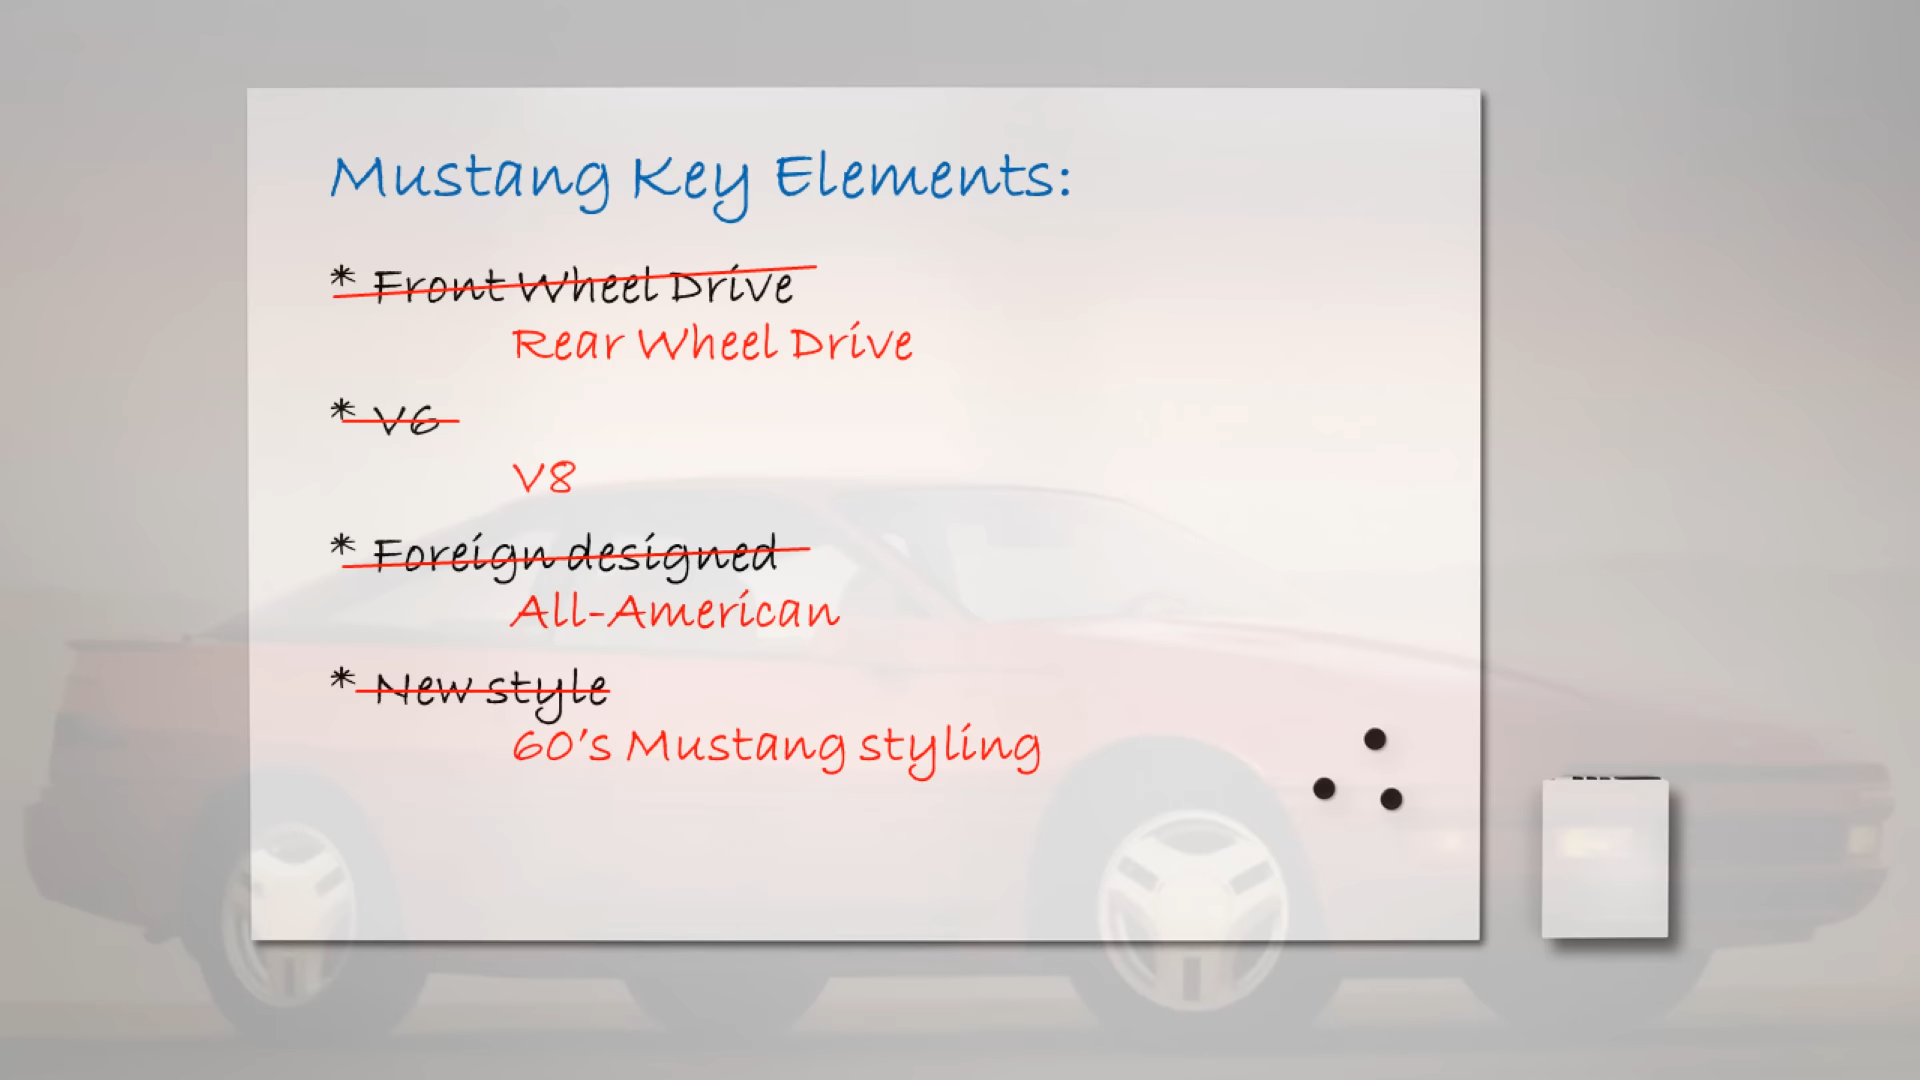 Mustang Key Elements:
* Front Wheel Drive
Rear Wheel Drive
* V6
V8
* Foreign designed
All-American
* New style
60's Mustang styling